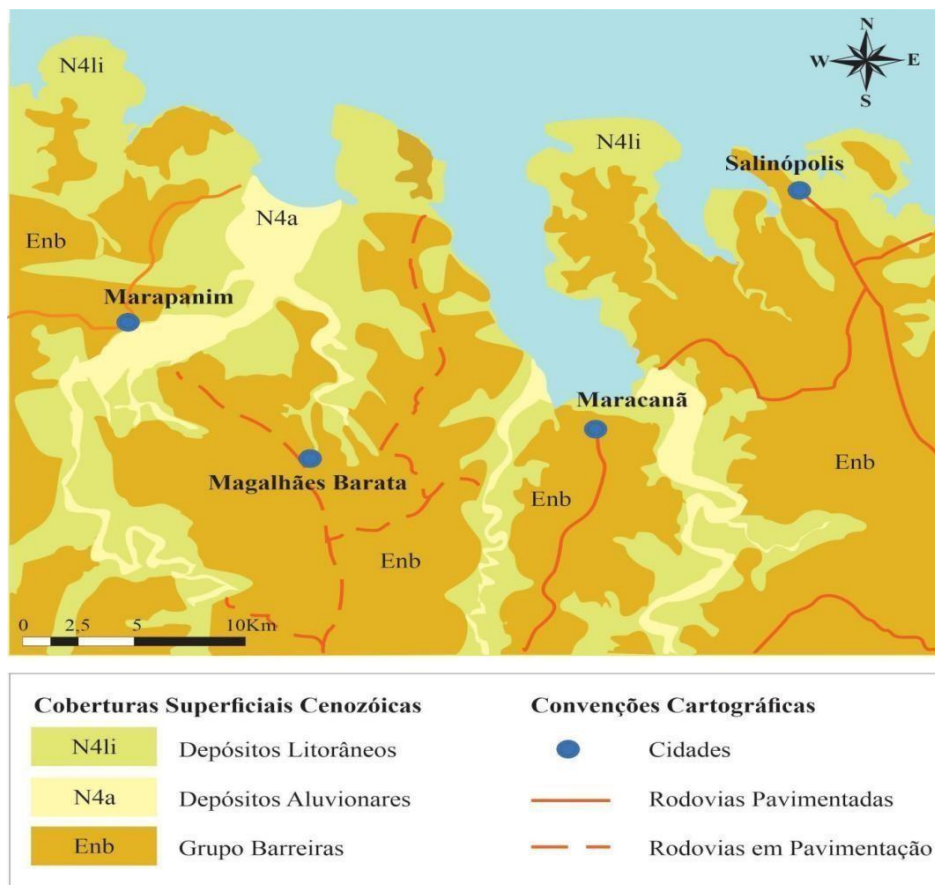 N
W E
S
N4li
N4li
Salinópolis
N4a
Enb
Marapanim
Maracanã
Magalhães Barata
Enb
Enb
Enb
0 2,5 5 10Km
Coberturas Superficiais Cenozóicas
N4li Depósitos Litorâneos
N4a Depósitos Aluvionares
Enb Grupo Barreiras
Convenções Cartográficas
Cidades
Rodovias Pavimentadas
Rodovias em Pavimentação